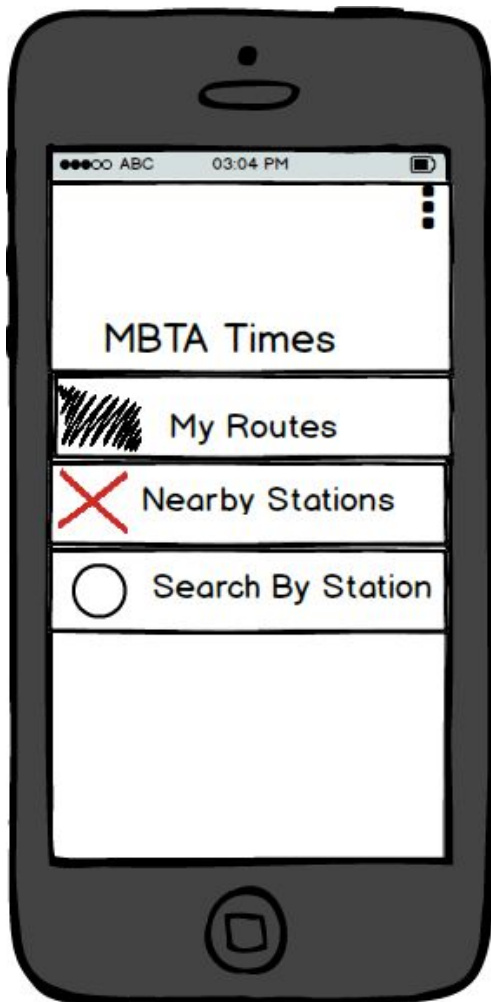 ABC 03:04 PM
MBTA Times
My Routes
Nearby Stations
Search By Station